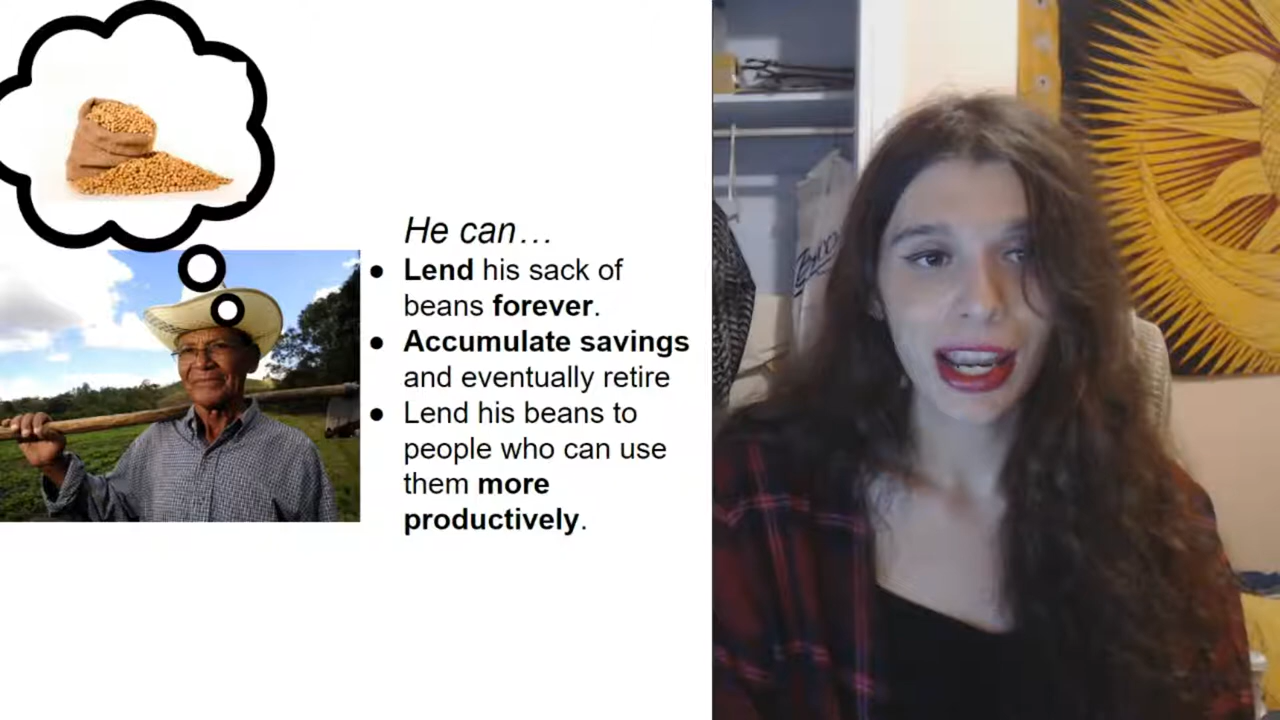 He can…
● Lend his sack of
beans forever.
● Accumulate savings
and eventually retire
● Lend his beans to
people who can use
them more
productively.